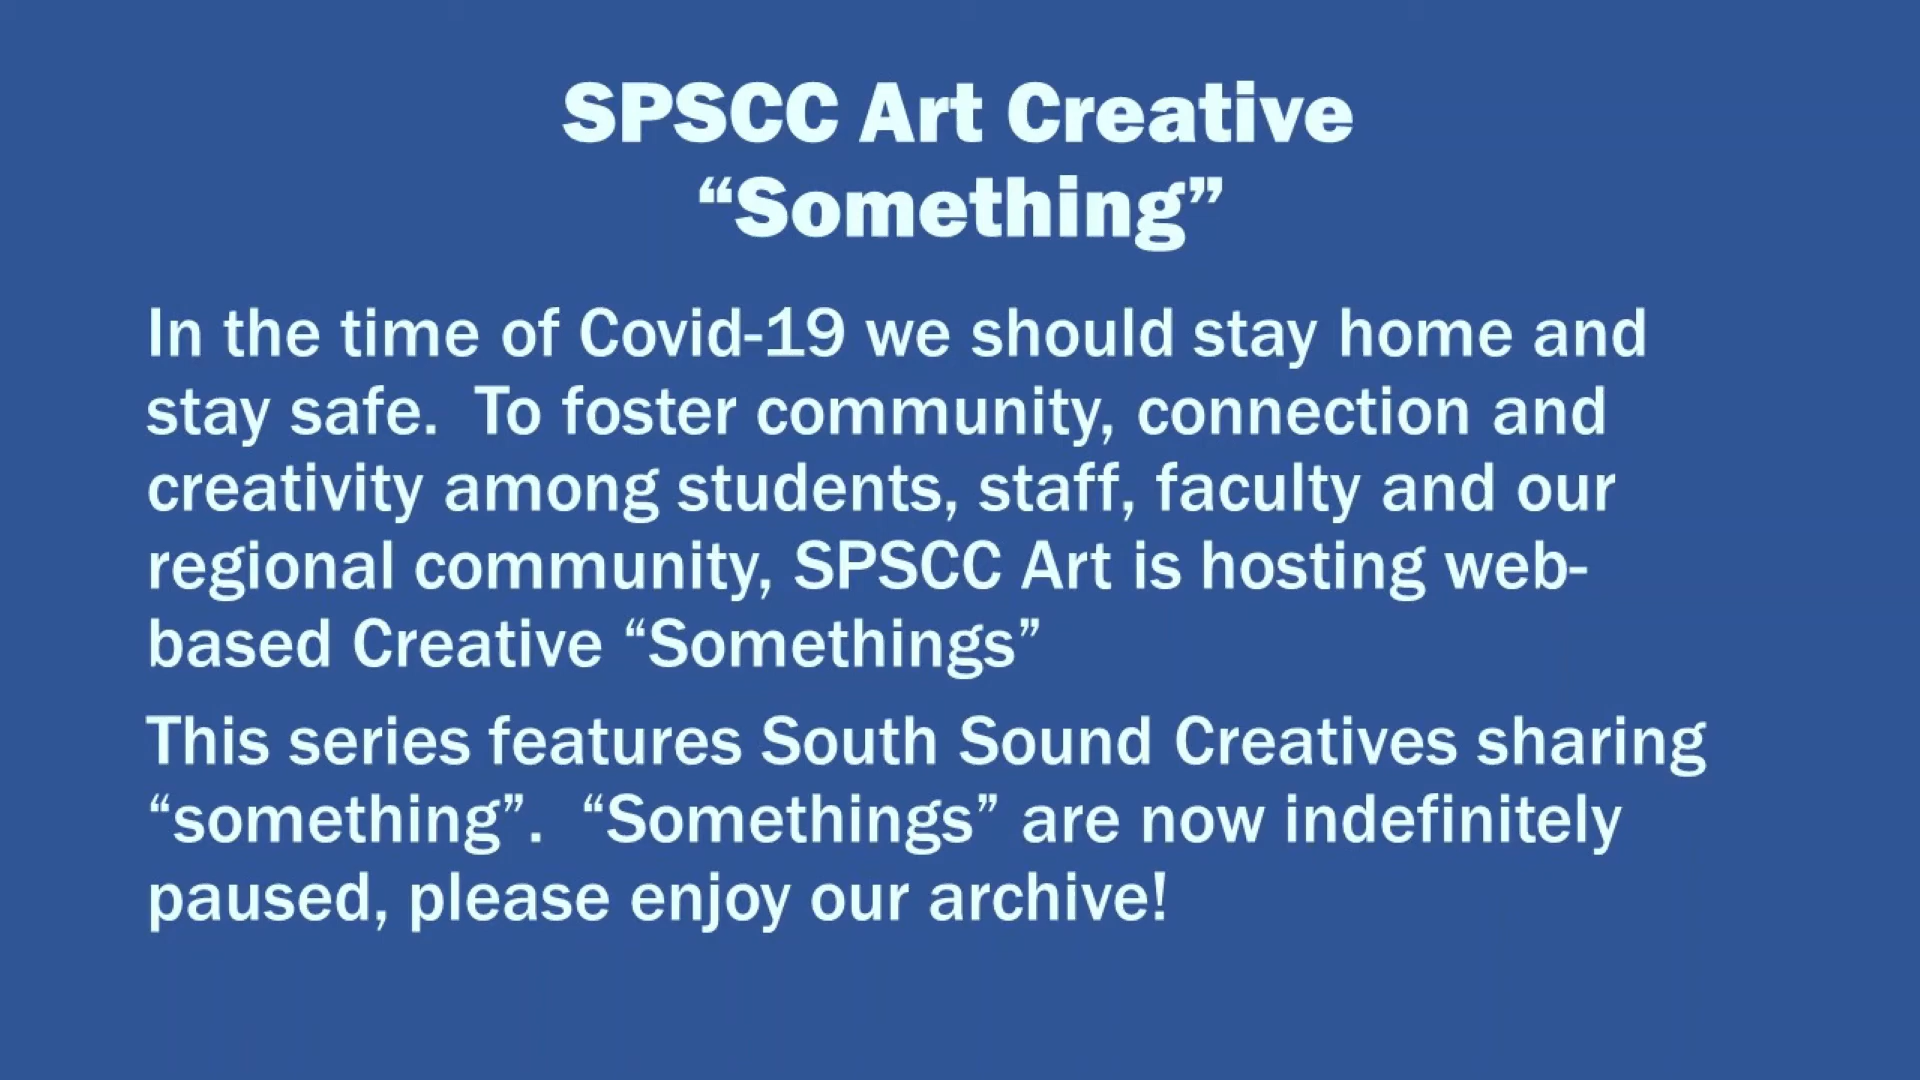 SPSCC Art Creative
“Something”
In the time of Covid-19 we should stay home and
stay safe.  To foster community, connection and
creativity among students, staff, faculty and our
regional community, SPSCC Art is hosting web-
based Creative “Somethings”
This series features South Sound Creatives sharing
“something”.  “Somethings” are now indefinitely
paused, please enjoy our archive!